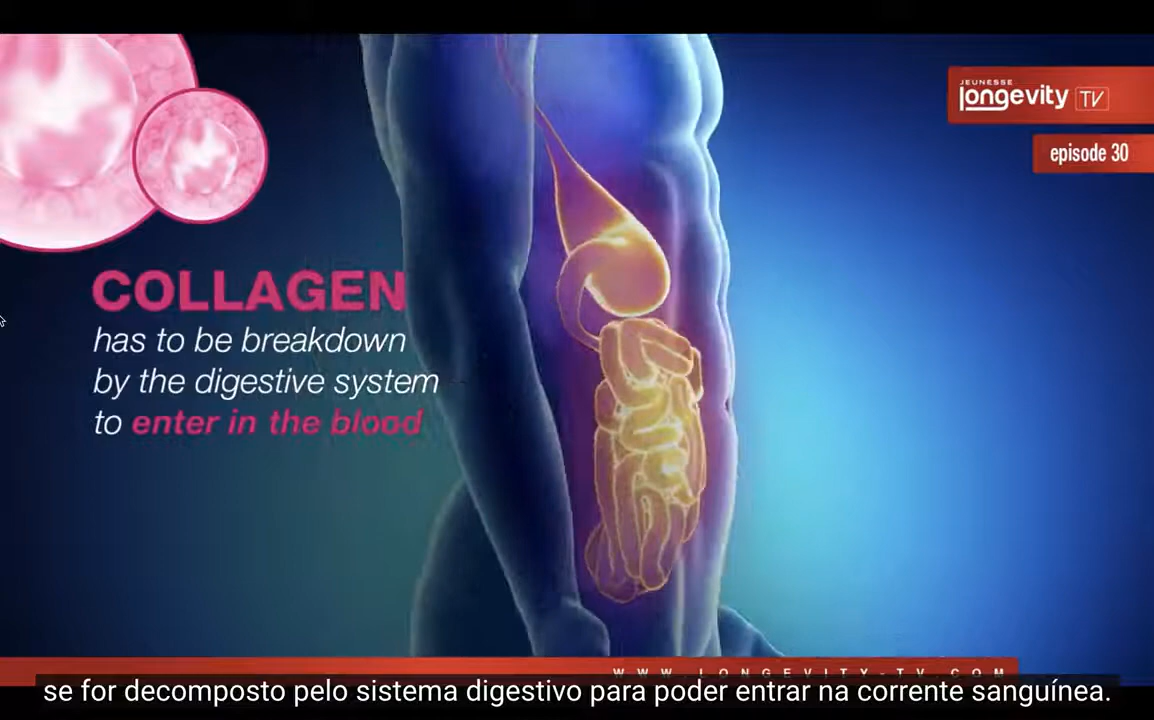 JEUNESSE
longevity TV
episode 30
COLLAGEN
has to be breakdown
by the digestive system
to enter in the blood
WWW.LONGEVITY-TV.COM
se for decomposto pelo sistema digestivo para poder entrar na corrente sanguínea.